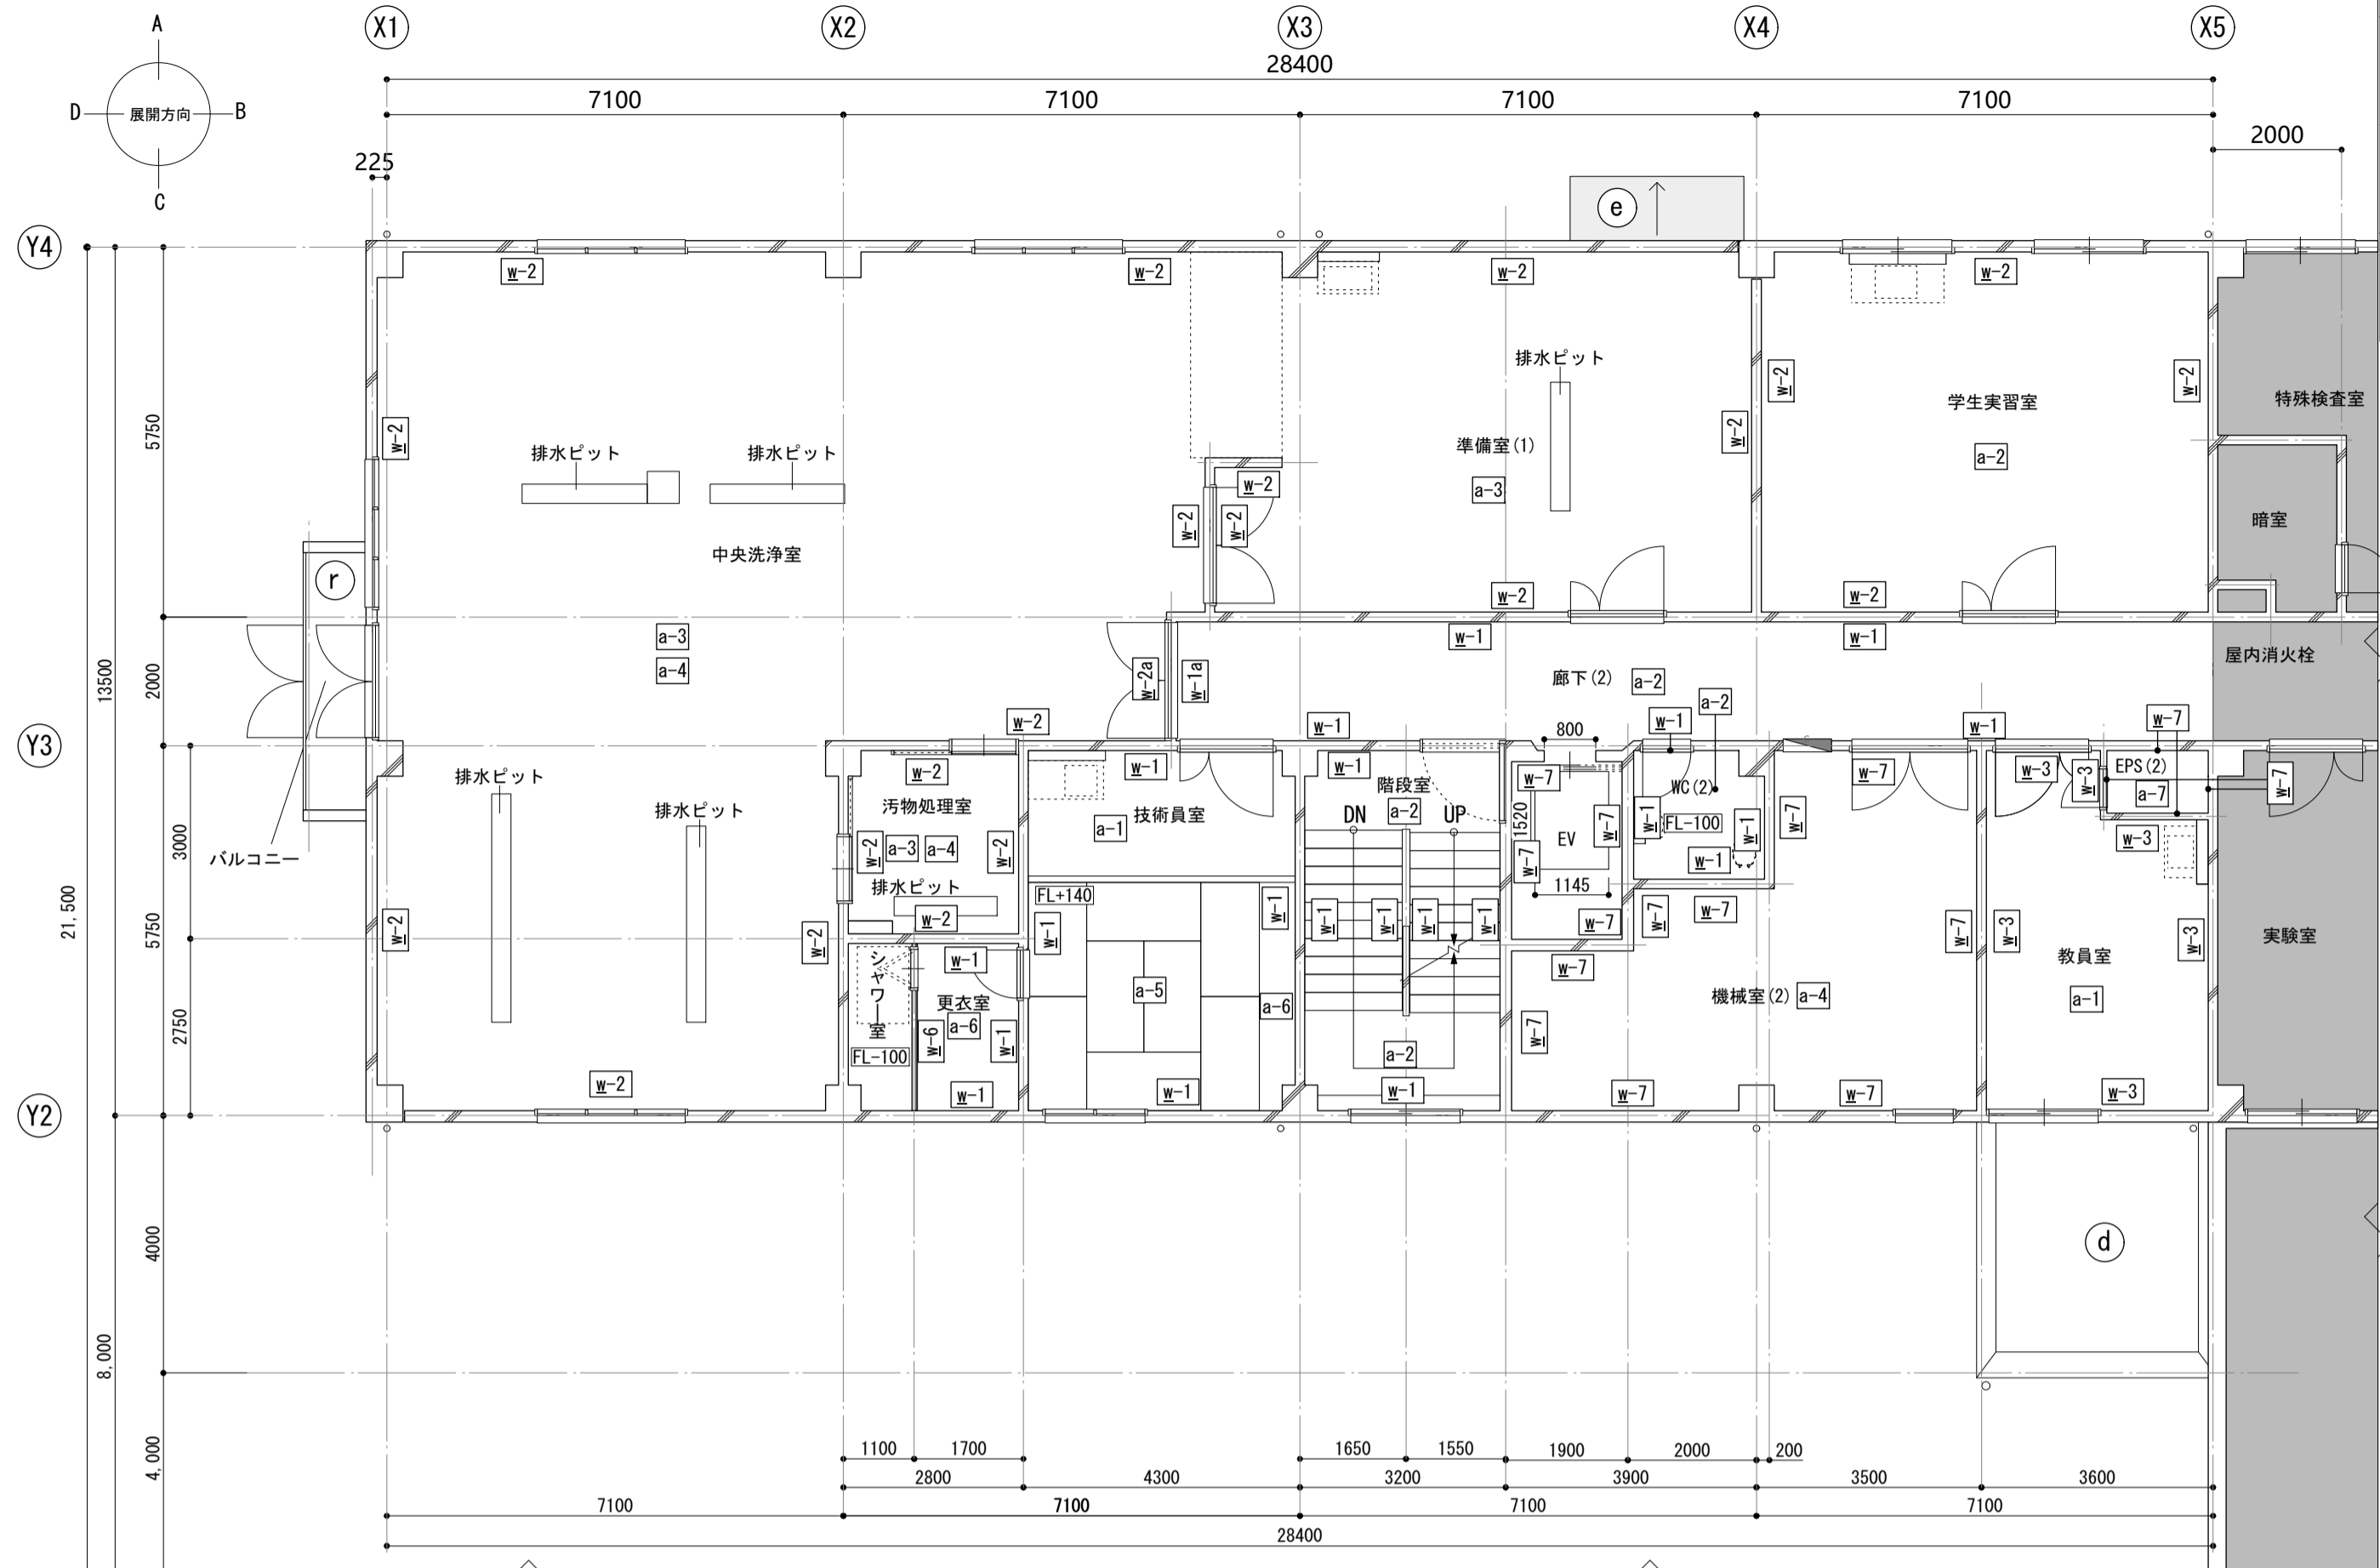 A
X1
X2
X3
X4
X5
28400
7100
7100
7100
7100
D
展開方向
B
2000
225
C
e
Y4
w-2
w-2
w-2
w-2
排水ピット
w-2
w-2
学生実習室
特殊検査室
5750
w-2
w-2
準備室(1)
排水ピット
排水ピット
a-2
w-2
a-3
w-2
w-2
暗室
中央洗浄室
r
w-2
w-2
a-3
w-1
w-1
屋内消火栓
13500
2000
a-4
w-2a
w-1a
廊下(2)
a-2
a-2
w-2
w-1
800
w-1
w-1
w-7
Y3
排水ピット
w-2
w-1
w-1
階段室
w-7
WC(2)
w-7
w-3
w-3
EPS(2)
w-7
a-7
汚物処理室
技術員室
a-2
排水ピット
a-1
DN
UP
1520
w-7
w-1
FL-100
w-1
w-7
3000
バルコニー
w-2
a-3
a-4
w-2
w-7
EV
w-1
w-3
排水ピット
1145
FL+140
21,500
5750
w-2
w-2
w-2
w-1
w-1
w-1
w-1
w-1
w-1
w-7
w-7
w-7
w-7
w-3
w-3
実験室
シャワー室
w-1
w-7
教員室
a-5
更衣室
a-6
機械室(2)
a-4
a-1
2750
w-6
a-6
w-1
w-7
FL-100
a-2
w-2
w-1
w-1
w-1
w-7
w-7
w-3
Y2
4000
d
8,000
4,000
1100
1700
1650
1550
1900
2000
200
2800
4300
3200
3900
3500
3600
7100
7100
7100
7100
28400